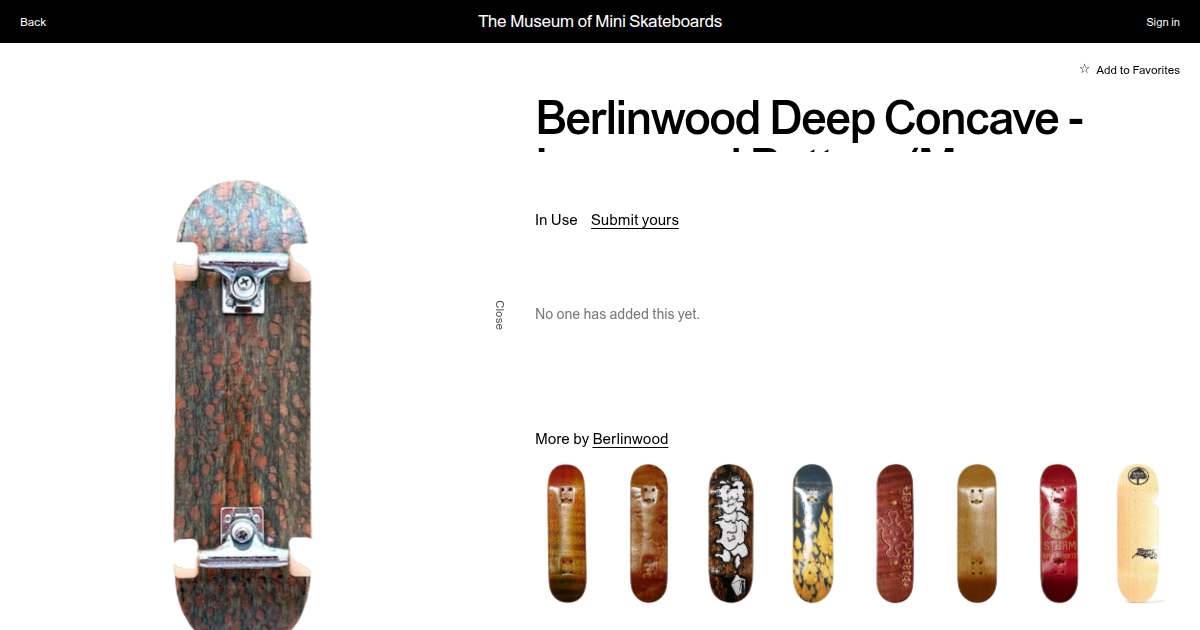 Back
The Museum of Mini Skateboards
Sign in
☆ Add to Favorites
Berlinwood Deep Concave -
In Use Submit yours
Close
No one has added this yet.
More by Berlinwood
STURM